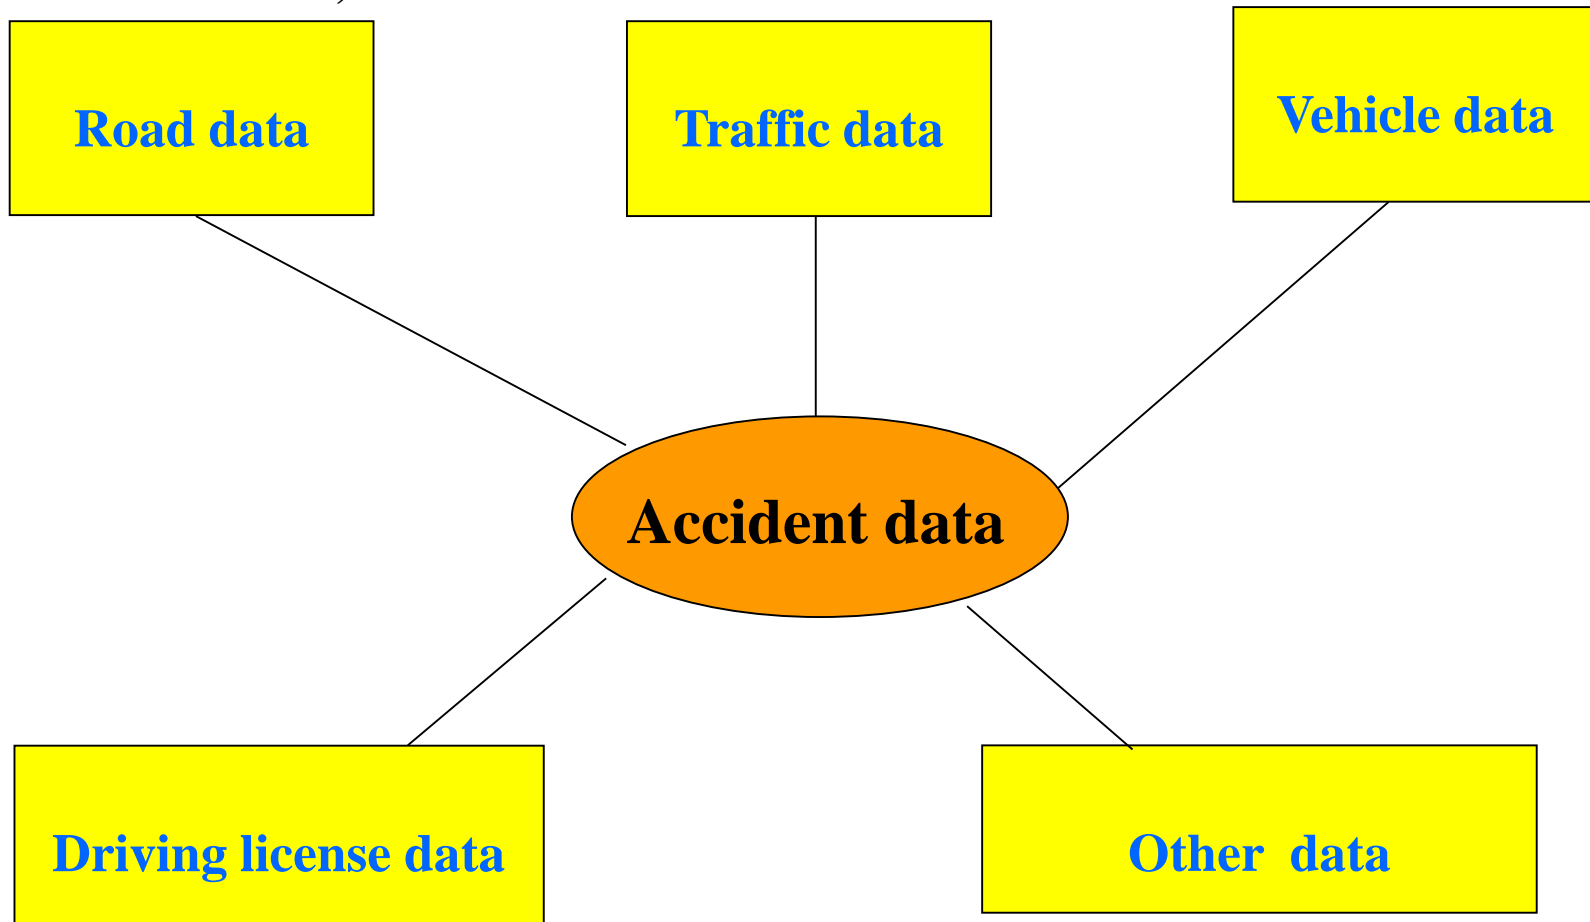 Road data
Traffic data
Vehicle data
Accident data
Driving license data
Other data